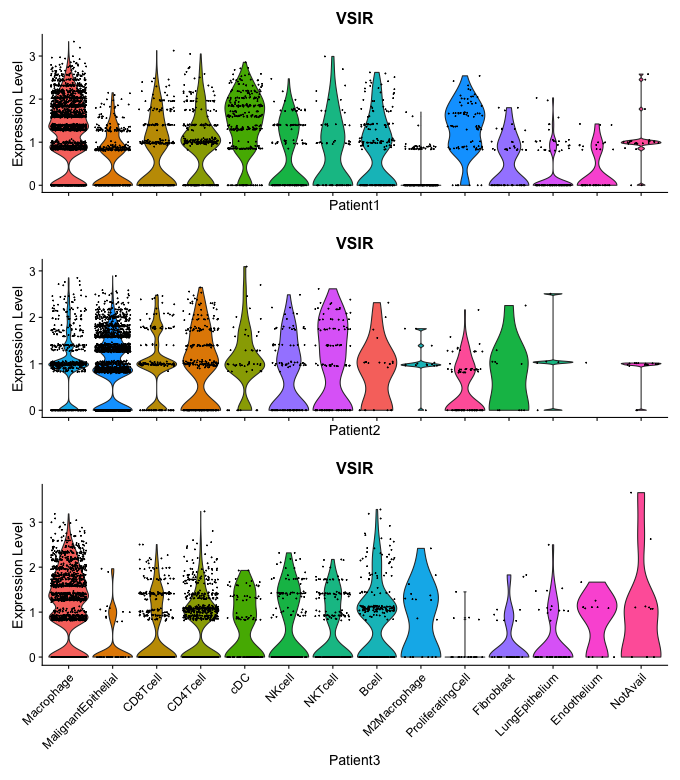 VSIR
Expression Level
3
2
1
0
Patient1
VSIR
Expression Level
3
2
1
0
Patient2
VSIR
Expression Level
3
2
1
0
Macrophage
MalignantEpithelial
CD8Tcell
CD4Tcell
cDC
NKcell
NKTcell
Bcell
M2Macrophage
ProliferatingCell
Fibroblast
LungEpithelium
Endothelium
NotAvail
Patient3